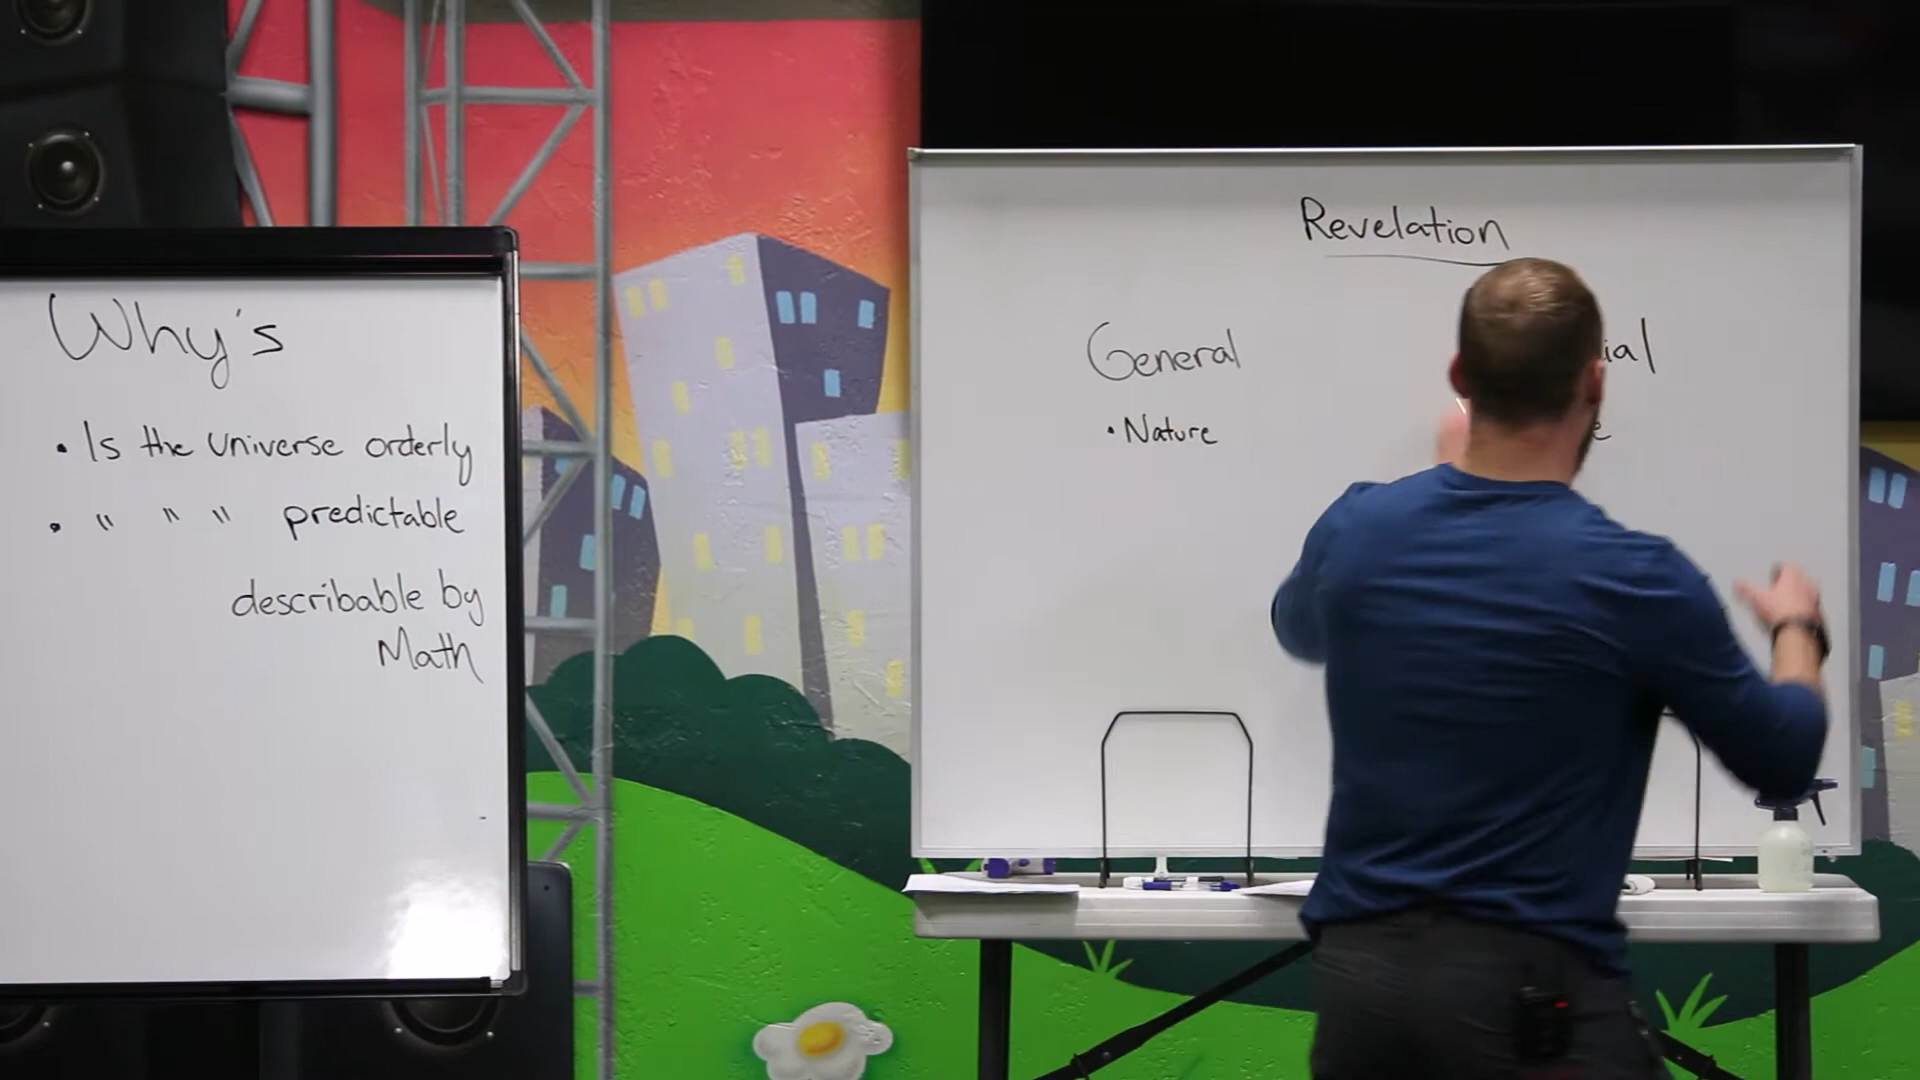 Why's
• Is the universe orderly
• " " " predictable
describable by
Math
Revelation
General
• Nature